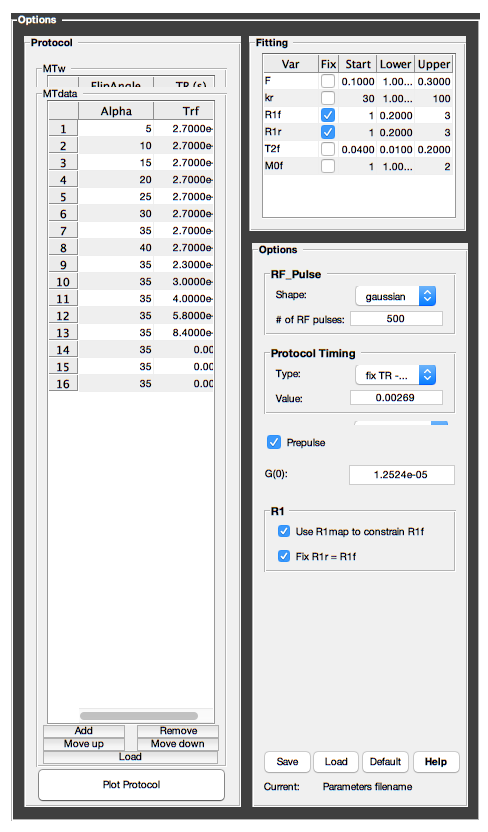 Options
Protocol
MTw
FlipAngle TR (s)
MTdata
Alpha Trf
1 5 2.7000e-
2 10 2.7000e-
3 15 2.7000e-
4 20 2.7000e-
5 25 2.7000e-
6 30 2.7000e-
7 35 2.7000e-
8 40 2.7000e-
9 35 2.3000e-
10 35 3.0000e-
11 35 4.0000e-
12 35 5.8000e-
13 35 8.4000e-
14 35 0.00
15 35 0.00
16 35 0.00
Add Remove
Move up Move down
Load
Plot Protocol
Fitting
Var Fix Start Lower Upper
F 0.1000 1.00... 0.3000
kr 30 1.00... 100
R1f 1 0.2000 3
R1r 1 0.2000 3
T2f 0.0400 0.0100 0.2000
M0f 1 1.00... 2
Options
RF_Pulse
Shape: gaussian
# of RF pulses: 500
Protocol Timing
Type: fix TR -...
Value: 0.00269
Prepulse
G(0): 1.2524e-05
R1
Use R1map to constrain R1f
Fix R1r = R1f
Save Load Default Help
Current: Parameters filename